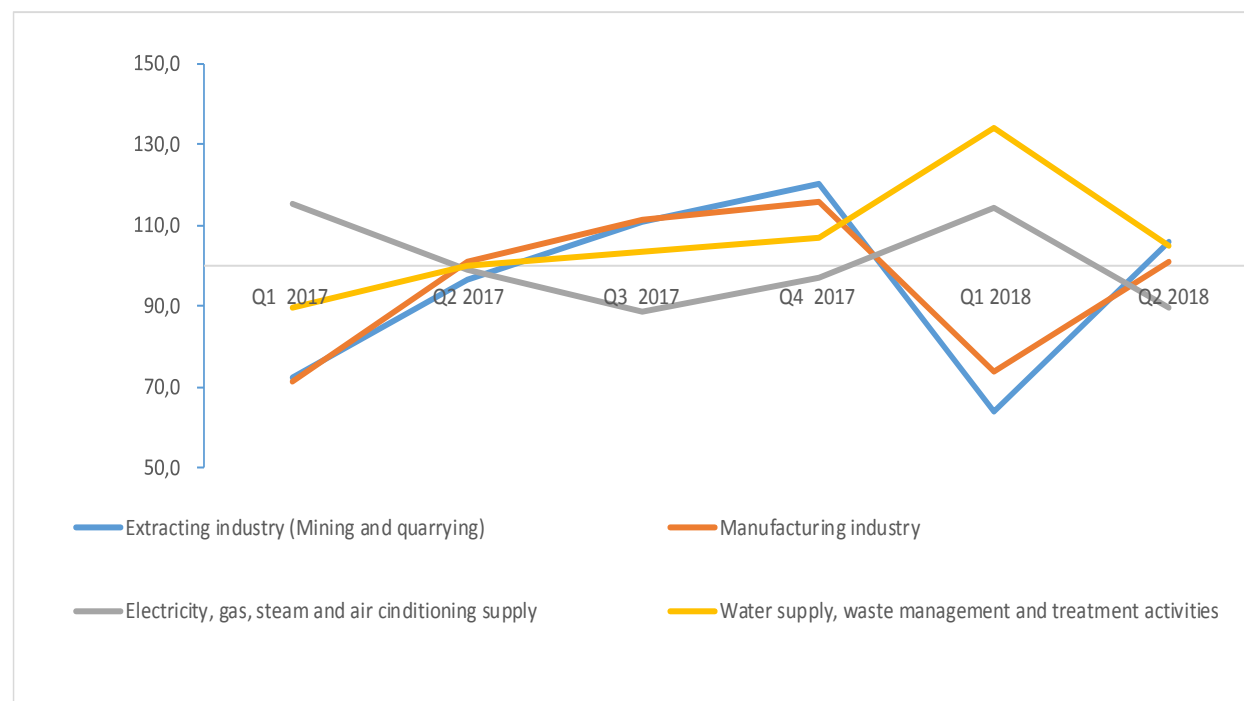 150,0
130,0
110,0
90,0
70,0
50,0
Q1 2017
Q2 2017
Q3 2017
Q4 2017
Q1 2018
Q2 2018
Extracting industry (Mining and quarrying)
Manufacturing industry
Electricity, gas, steam and air cinditioning supply
Water supply, waste management and treatment activities